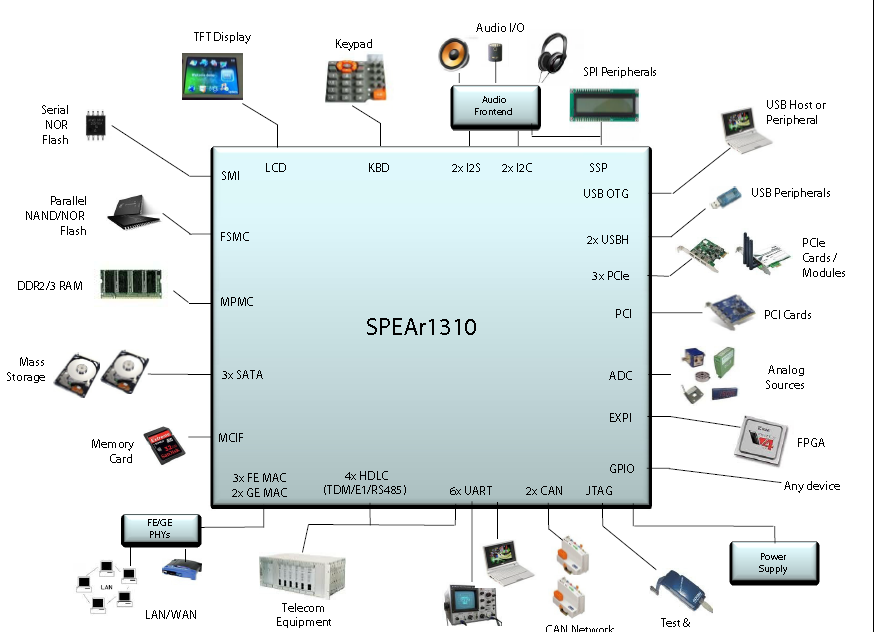 Audio I/O
TFT Display
Keypad
SPI Peripherals
Audio
Frontend
Serial
NOR
Flash
USB Host or
Peripheral
SMI
LCD
KBD
2x I2S
2x I2C
SSP
USB OTG
USB Peripherals
Parallel
NAND/NOR
Flash
FSMC
2x USBH
PCIe
Cards /
Modules
3x PCIe
DDR2/3 RAM
MPMC
PCI
PCI Cards
SPEAr1310
Mass
Storage
3x SATA
ADC
Analog
Sources
EXPI
FPGA
Memory
Card
MCIF
GPIO
Any device
3x FE MAC
2x GE MAC
4x HDLC
(TDM/E1/RS485)
6x UART
2x CAN
JTAG
FE/GE
PHYs
Power
Supply
LAN
LAN/WAN
Telecom
Equipment
CAN Network
Test &